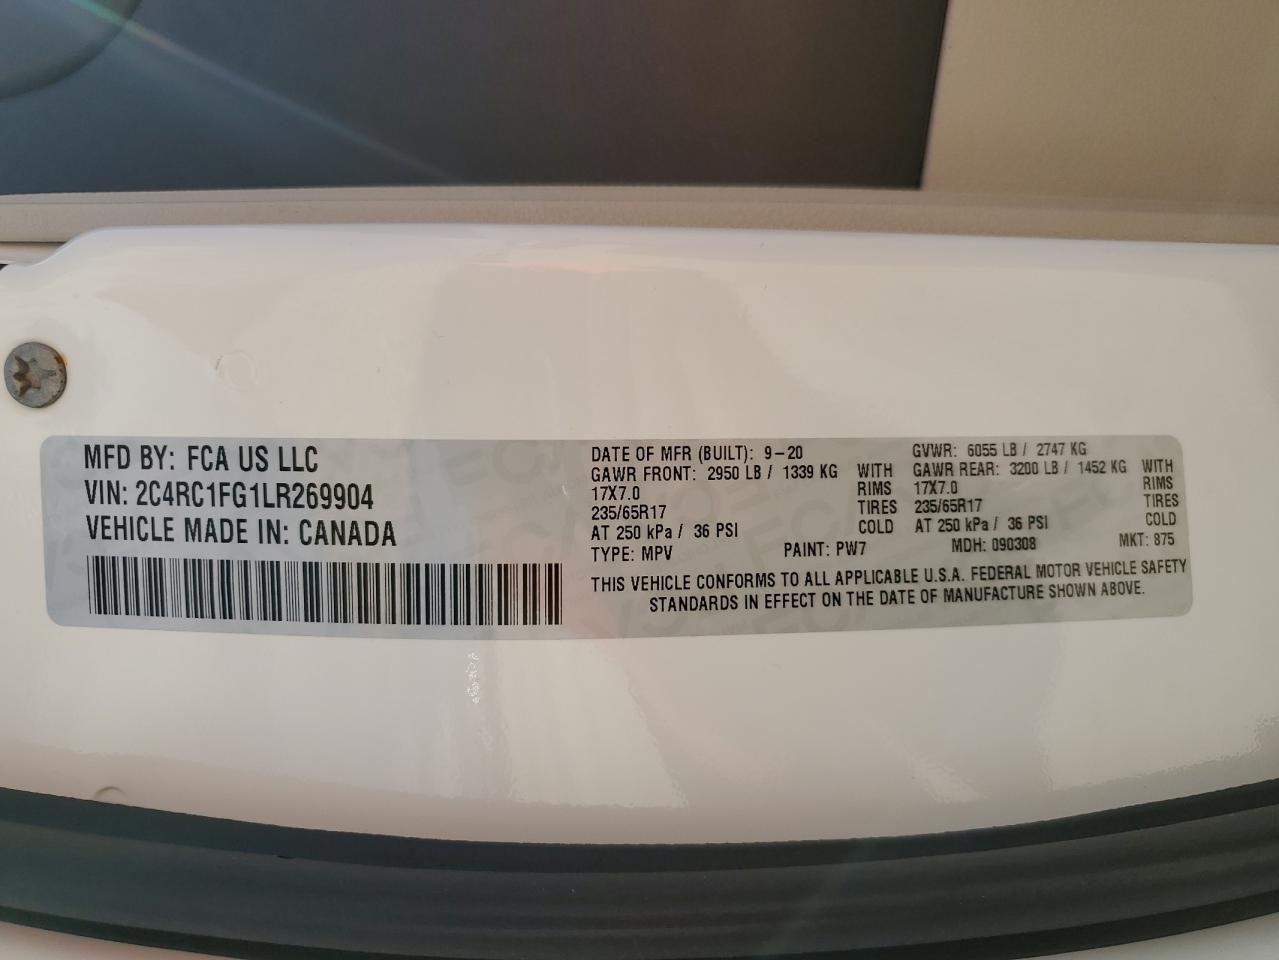 MFD BY: FCA US LLC
VIN: 2C4RC1FG1LR269904
VEHICLE MADE IN: CANADA
DATE OF MFR (BUILT): 9-20
GAWR FRONT: 2950 LB / 1339 KG WITH
17X7.0 RIMS
235/65R17 TIRES
AT 250 kPa / 36 PSI COLD
GVWR: 6055 LB / 2747 KG
GAWR REAR: 3200 LB / 1452 KG WITH
17X7.0 RIMS
235/65R17 TIRES
AT 250 kPa / 36 PSI COLD
TYPE: MPV PAINT: PW7 MDH: 090308 MKT: 875
THIS VEHICLE CONFORMS TO ALL APPLICABLE U.S.A. FEDERAL MOTOR VEHICLE SAFETY
STANDARDS IN EFFECT ON THE DATE OF MANUFACTURE SHOWN ABOVE.